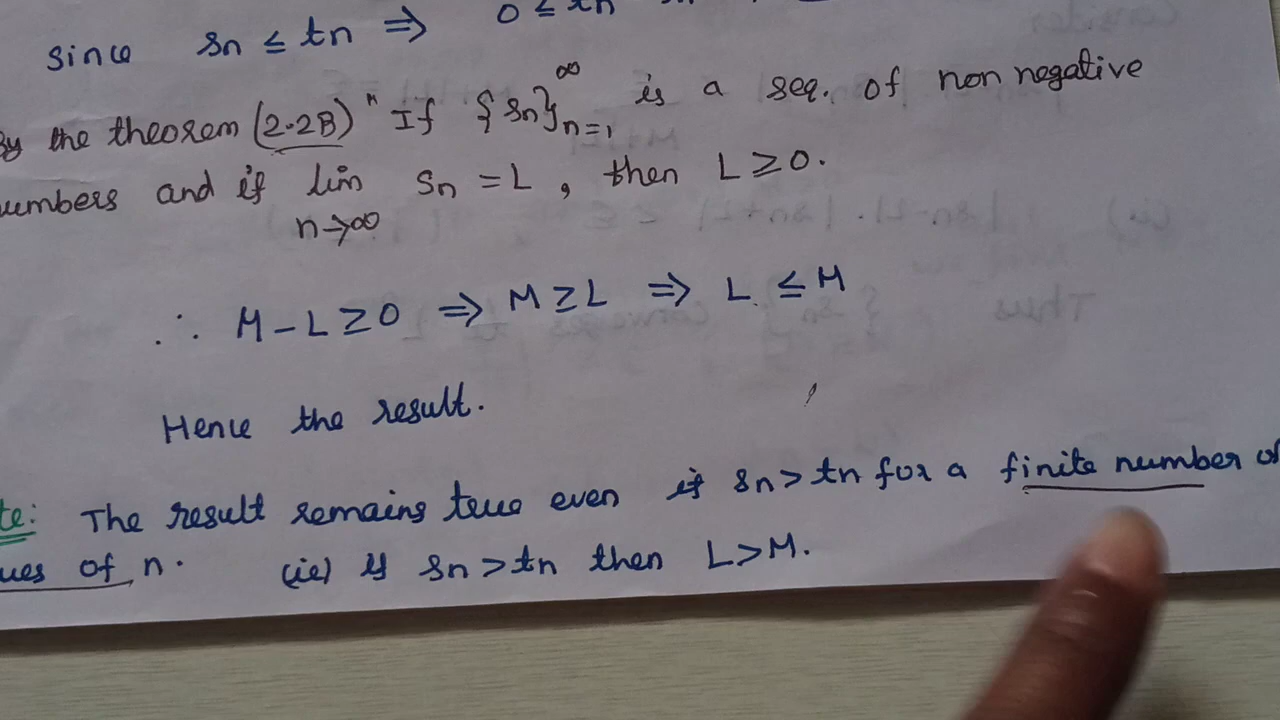 since sn ≤ tn ⇒ 0 ≤ tn
By the theorem (2.2B) "If {Sn}∞n=1 is a seq. of non negative
numbers and if lim n→∞ Sn = L, then L ≥ 0.
∴ M - L ≥ 0 ⇒ M ≥ L ⇒ L ≤ M
Hence the result.
te: The result remains true even if sn > tn for a finite number of
ues of n. (ie) If sn > tn then L > M.